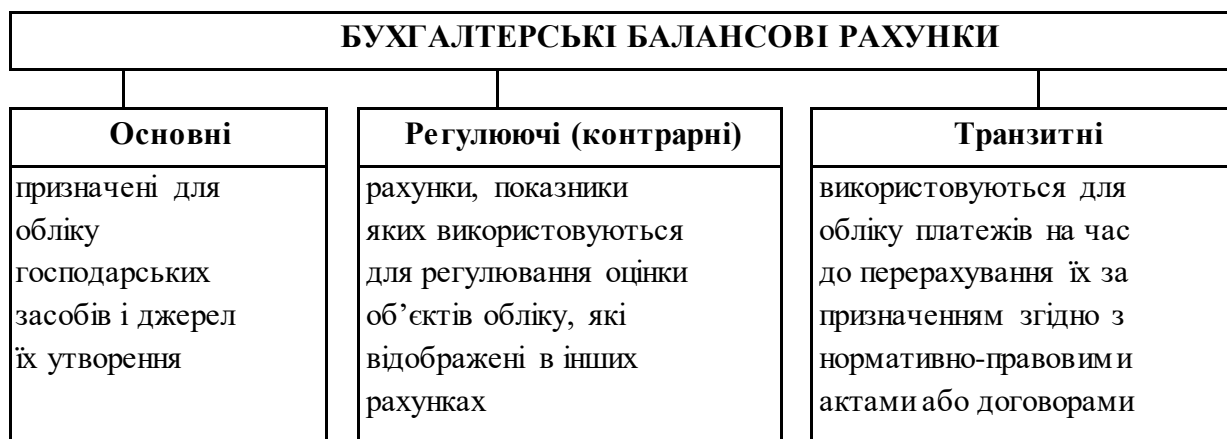 БУХГАЛТЕРСЬКІ БАЛАНСОВІ РАХУНКИ
Основні
призначені для
обліку
господарських
засобів і джерел
їх утворення
Регулюючі (контрарні)
рахунки, показники
яких використовуються
для регулювання оцінки
об’єктів обліку, які
відображені в інших
рахунках
Транзитні
використовуються для
обліку платежів на час
до перерахування їх за
призначенням згідно з
нормативно-правовими
актами або договорами